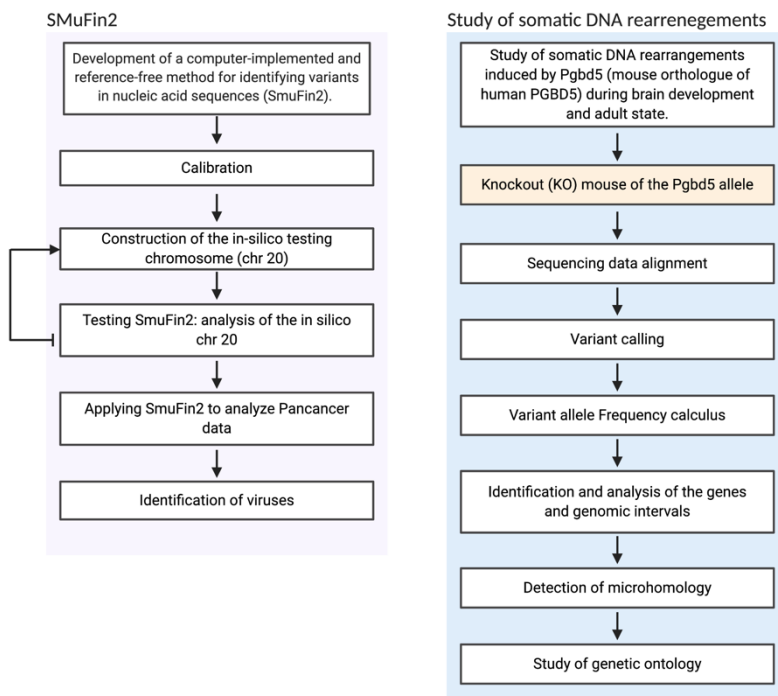 SMuFin2
Development of a computer-implemented and
reference-free method for identifying variants
in nucleic acid sequences (SmuFin2).
Calibration
Construction of the in-silico testing
chromosome (chr 20)
Testing SmuFin2: analysis of the in silico
chr 20
Applying SmuFin2 to analyze Pancancer
data
Identification of viruses
Study of somatic DNA rearrenegements
Study of somatic DNA rearrangements
induced by Pgbd5 (mouse orthologue of
human PGBD5) during brain development
and adult state.
Knockout (KO) mouse of the Pgbd5 allele
Sequencing data alignment
Variant calling
Variant allele Frequency calculus
Identification and analysis of the genes
and genomic intervals
Detection of microhomology
Study of genetic ontology